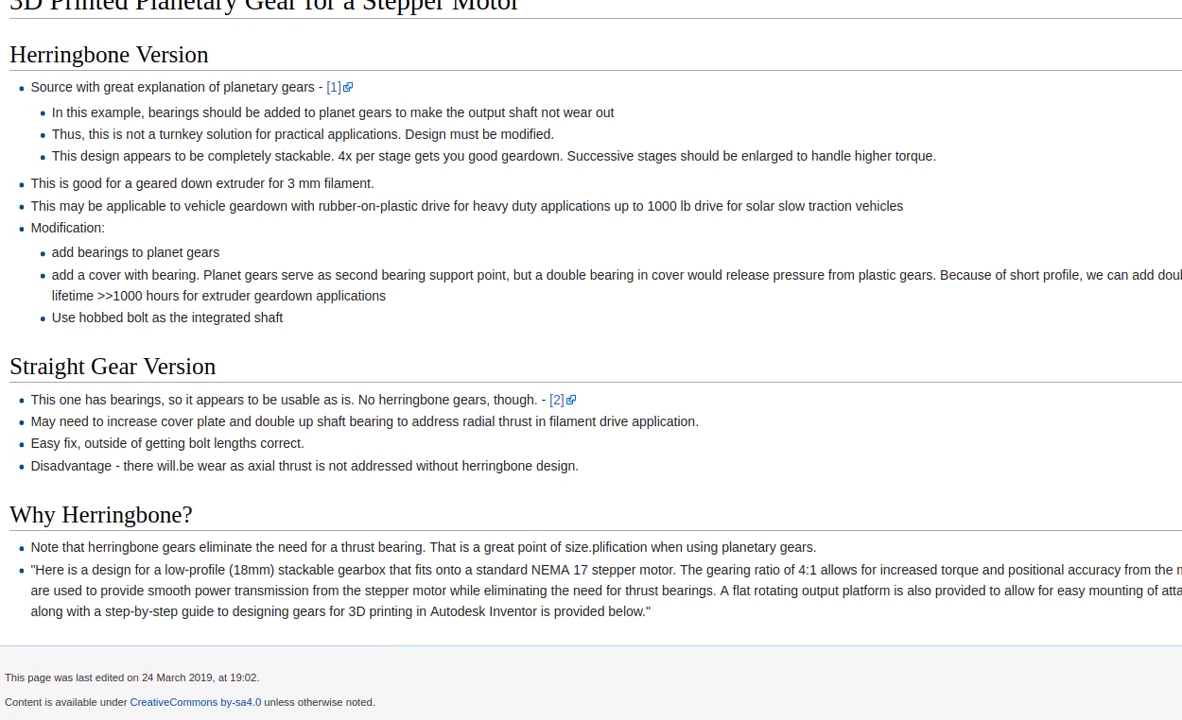 3D Printed Planetary Gear for a Stepper Motor
Herringbone Version
Source with great explanation of planetary gears - [1]
In this example, bearings should be added to planet gears to make the output shaft not wear out
Thus, this is not a turnkey solution for practical applications. Design must be modified.
This design appears to be completely stackable. 4x per stage gets you good geardown. Successive stages should be enlarged to handle higher torque.
This is good for a geared down extruder for 3 mm filament.
This may be applicable to vehicle geardown with rubber-on-plastic drive for heavy duty applications up to 1000 lb drive for solar slow traction vehicles
Modification:
add bearings to planet gears
add a cover with bearing. Planet gears serve as second bearing support point, but a double bearing in cover would release pressure from plastic gears. Because of short profile, we can add
lifetime >>1000 hours for extruder geardown applications
Use hobbed bolt as the integrated shaft
Straight Gear Version
This one has bearings, so it appears to be usable as is. No herringbone gears, though. - [2]
May need to increase cover plate and double up shaft bearing to address radial thrust in filament drive application.
Easy fix, outside of getting bolt lengths correct.
Disadvantage - there will.be wear as axial thrust is not addressed without herringbone design.
Why Herringbone?
Note that herringbone gears eliminate the need for a thrust bearing. That is a great point of size.plification when using planetary gears.
"Here is a design for a low-profile (18mm) stackable gearbox that fits onto a standard NEMA 17 stepper motor. The gearing ratio of 4:1 allows for increased torque and positional accuracy from the
are used to provide smooth power transmission from the stepper motor while eliminating the need for thrust bearings. A flat rotating output platform is also provided to allow for easy mounting of
along with a step-by-step guide to designing gears for 3D printing in Autodesk Inventor is provided below."
This page was last edited on 24 March 2019, at 19:02.
Content is available under CreativeCommons by-sa4.0 unless otherwise noted.